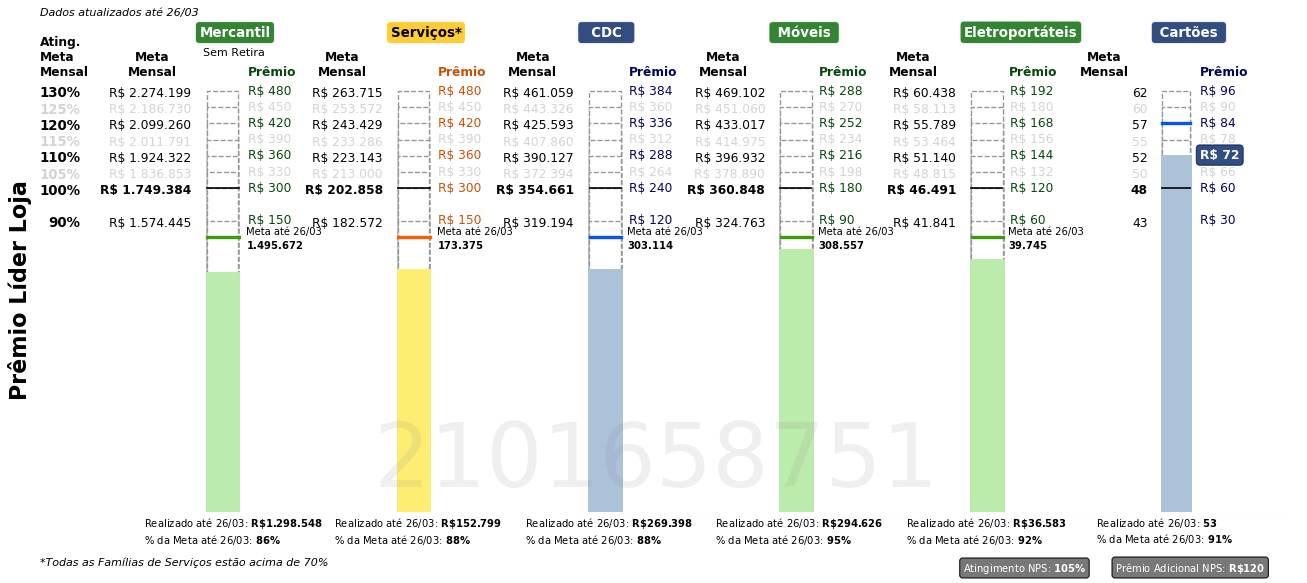 Dados atualizados até 26/03
Mercantil Serviços* CDC Móveis Eletroportáteis Cartões
Sem Retira
Ating. Meta Mensal Meta Mensal Prêmio Meta Mensal Prêmio Meta Mensal Prêmio Meta Mensal Prêmio Meta Mensal Prêmio Meta Mensal Prêmio
130% R$ 2.274.199 R$ 480 R$ 263.715 R$ 480 R$ 461.059 R$ 384 R$ 469.102 R$ 288 R$ 60.438 R$ 192 62 R$ 96
125% R$ 2.186.730 R$ 450 R$ 253.572 R$ 450 R$ 443.326 R$ 360 R$ 451.060 R$ 270 R$ 58.113 R$ 180 60 R$ 90
120% R$ 2.099.260 R$ 420 R$ 243.429 R$ 420 R$ 425.593 R$ 336 R$ 433.017 R$ 252 R$ 55.789 R$ 168 57 R$ 84
115% R$ 2.011.791 R$ 390 R$ 233.286 R$ 390 R$ 407.860 R$ 312 R$ 414.975 R$ 234 R$ 53.464 R$ 156 55 R$ 78
110% R$ 1.924.322 R$ 360 R$ 223.143 R$ 360 R$ 390.127 R$ 288 R$ 396.932 R$ 216 R$ 51.140 R$ 144 52 R$ 72
105% R$ 1.836.853 R$ 330 R$ 213.000 R$ 330 R$ 372.394 R$ 264 R$ 378.890 R$ 198 R$ 48.815 R$ 132 50 R$ 66
100% R$ 1.749.384 R$ 300 R$ 202.858 R$ 300 R$ 354.661 R$ 240 R$ 360.848 R$ 180 R$ 46.491 R$ 120 48 R$ 60
90% R$ 1.574.445 R$ 150 R$ 182.572 R$ 150 R$ 319.194 R$ 120 R$ 324.763 R$ 90 R$ 41.841 R$ 60 43 R$ 30
Meta até 26/03 Meta até 26/03 Meta até 26/03 Meta até 26/03 Meta até 26/03
1.495.672 173.375 303.114 308.557 39.745
Prêmio Líder Loja
2101658751
Realizado até 26/03: R$1.298.548 Realizado até 26/03: R$152.799 Realizado até 26/03: R$269.398 Realizado até 26/03: R$294.626 Realizado até 26/03: R$36.583 Realizado até 26/03: 53
% da Meta até 26/03: 86% % da Meta até 26/03: 88% % da Meta até 26/03: 88% % da Meta até 26/03: 95% % da Meta até 26/03: 92% % da Meta até 26/03: 91%
*Todas as Famílias de Serviços estão acima de 70%
Atingimento NPS: 105% Prêmio Adicional NPS: R$120